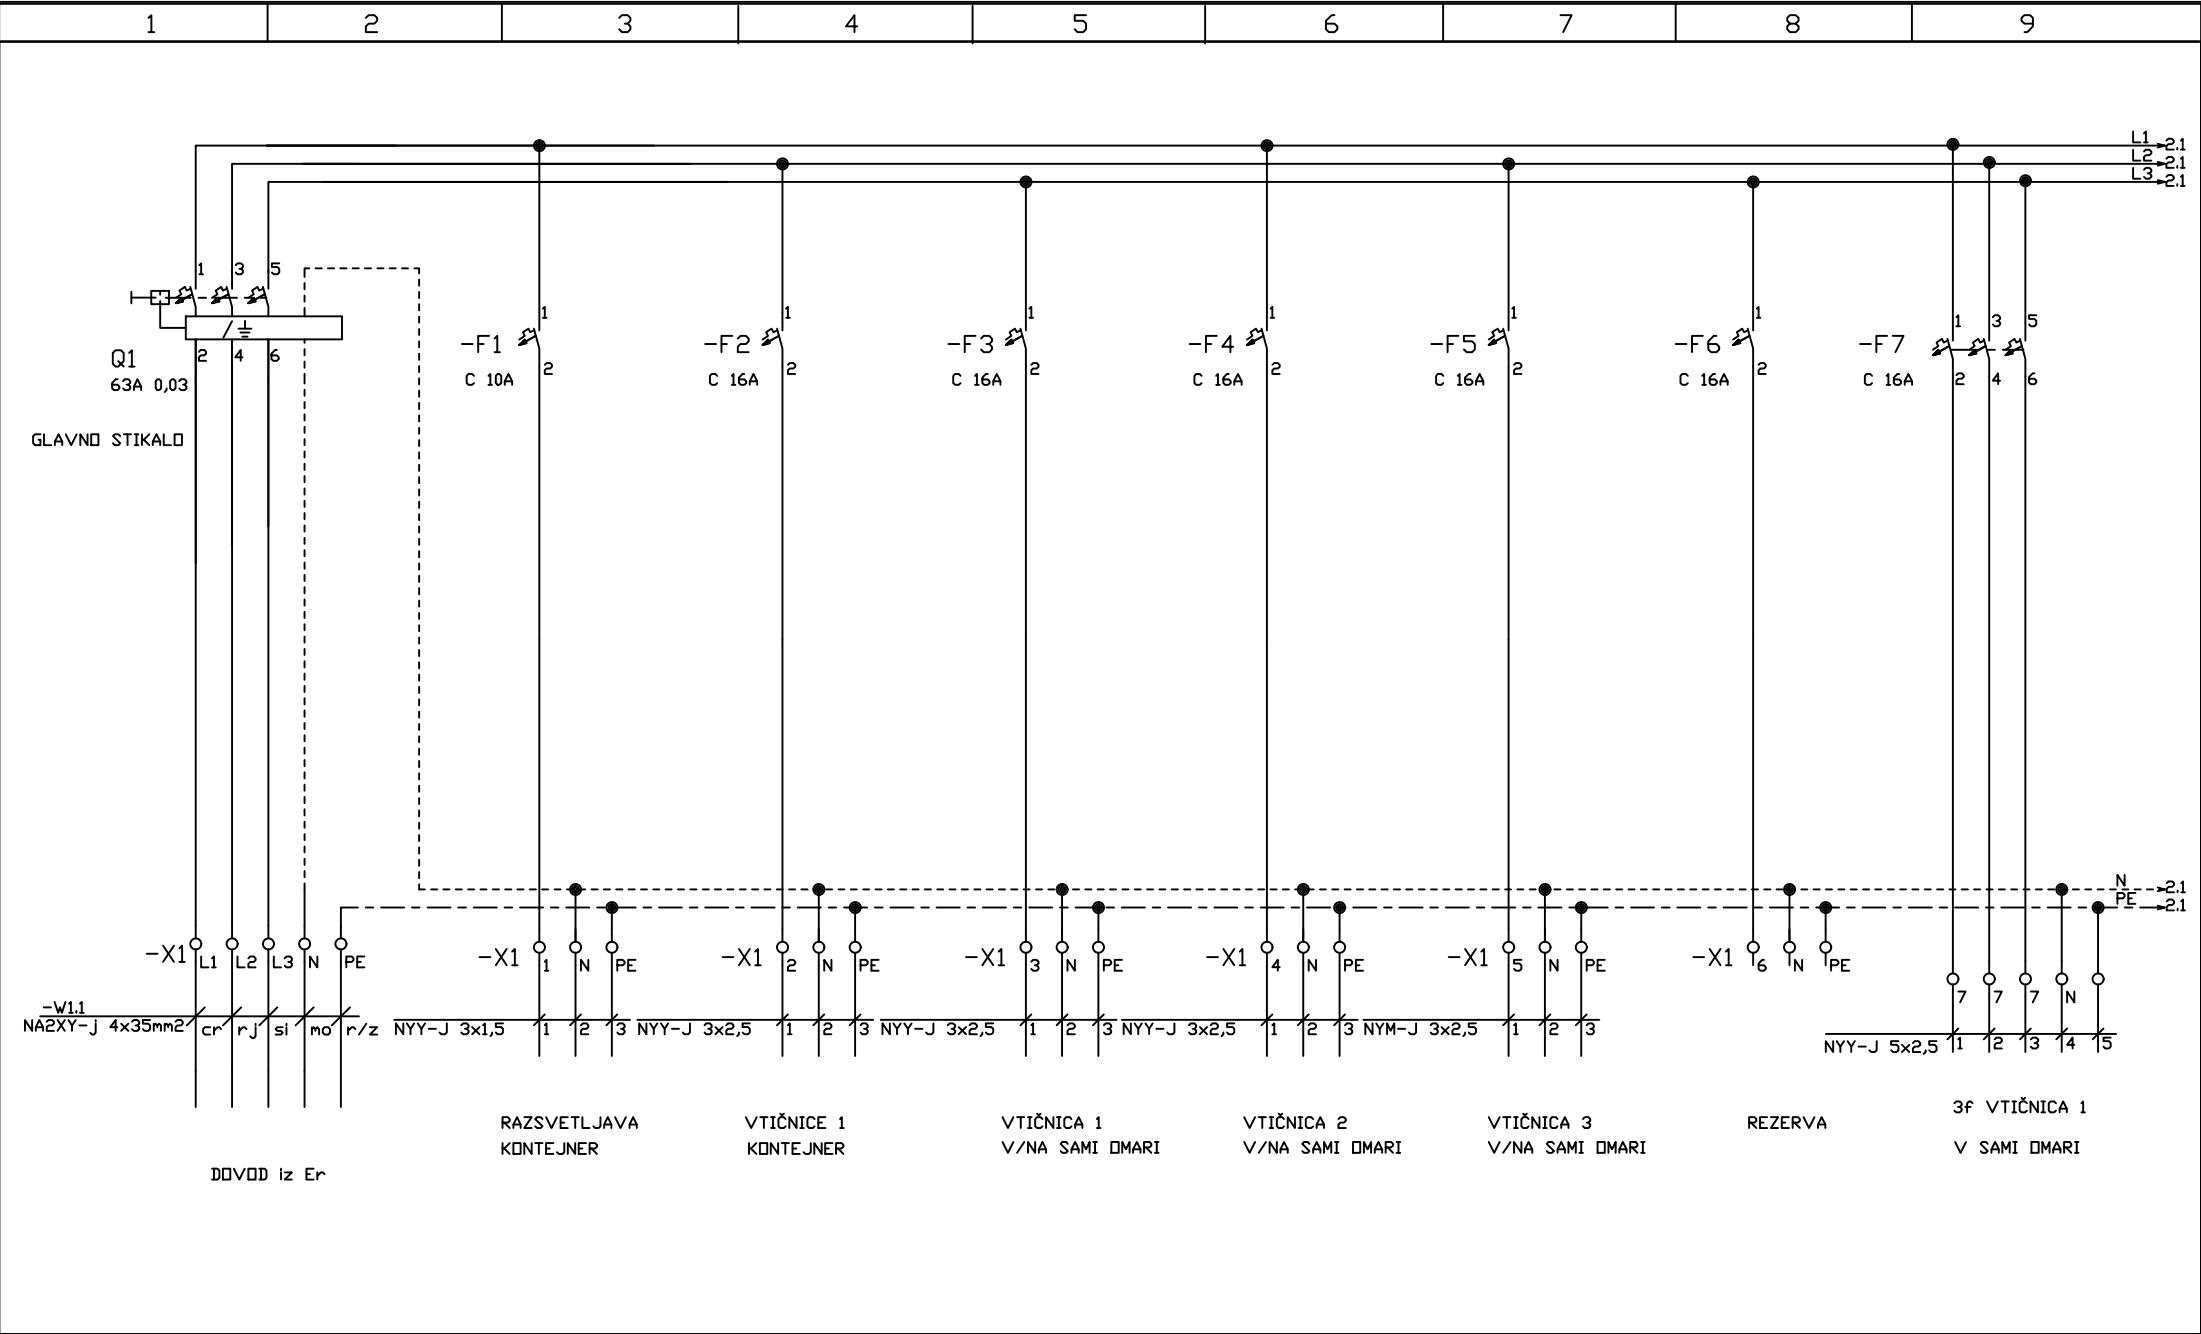 1 2 3 4 5 6 7 8 9
L1 2.1
L2 2.1
L3 2.1
1 3 5
2 4 6
Q1
63A 0,03
GLAVNO STIKALO
1
-F1
C 10A 2
1
-F2
C 16A 2
1
-F3
C 16A 2
1
-F4
C 16A 2
1
-F5
C 16A 2
1
-F6
C 16A 2
1 3 5
-F7
C 16A 2 4 6
N 2.1
PE 2.1
-X1 L1 L2 L3 N PE
-X1 1 N PE
-X1 2 N PE
-X1 3 N PE
-X1 4 N PE
-X1 5 N PE
-X1 6 N PE
7 7 7 N
-W1.1
NA2XY-j 4x35mm2 cr rj si mo r/z
NYY-J 3x1,5 1 2 3
NYY-J 3x2,5 1 2 3
NYY-J 3x2,5 1 2 3
NYY-J 3x2,5 1 2 3
NYM-J 3x2,5 1 2 3
NYY-J 5x2,5 1 2 3 4 5
DOVOD iz Er
RAZSVETLJAVA
KONTEJNER
VTIČNICE 1
KONTEJNER
VTIČNICA 1
V/NA SAMI OMARI
VTIČNICA 2
V/NA SAMI OMARI
VTIČNICA 3
V/NA SAMI OMARI
REZERVA
3f VTIČNICA 1
V SAMI OMARI